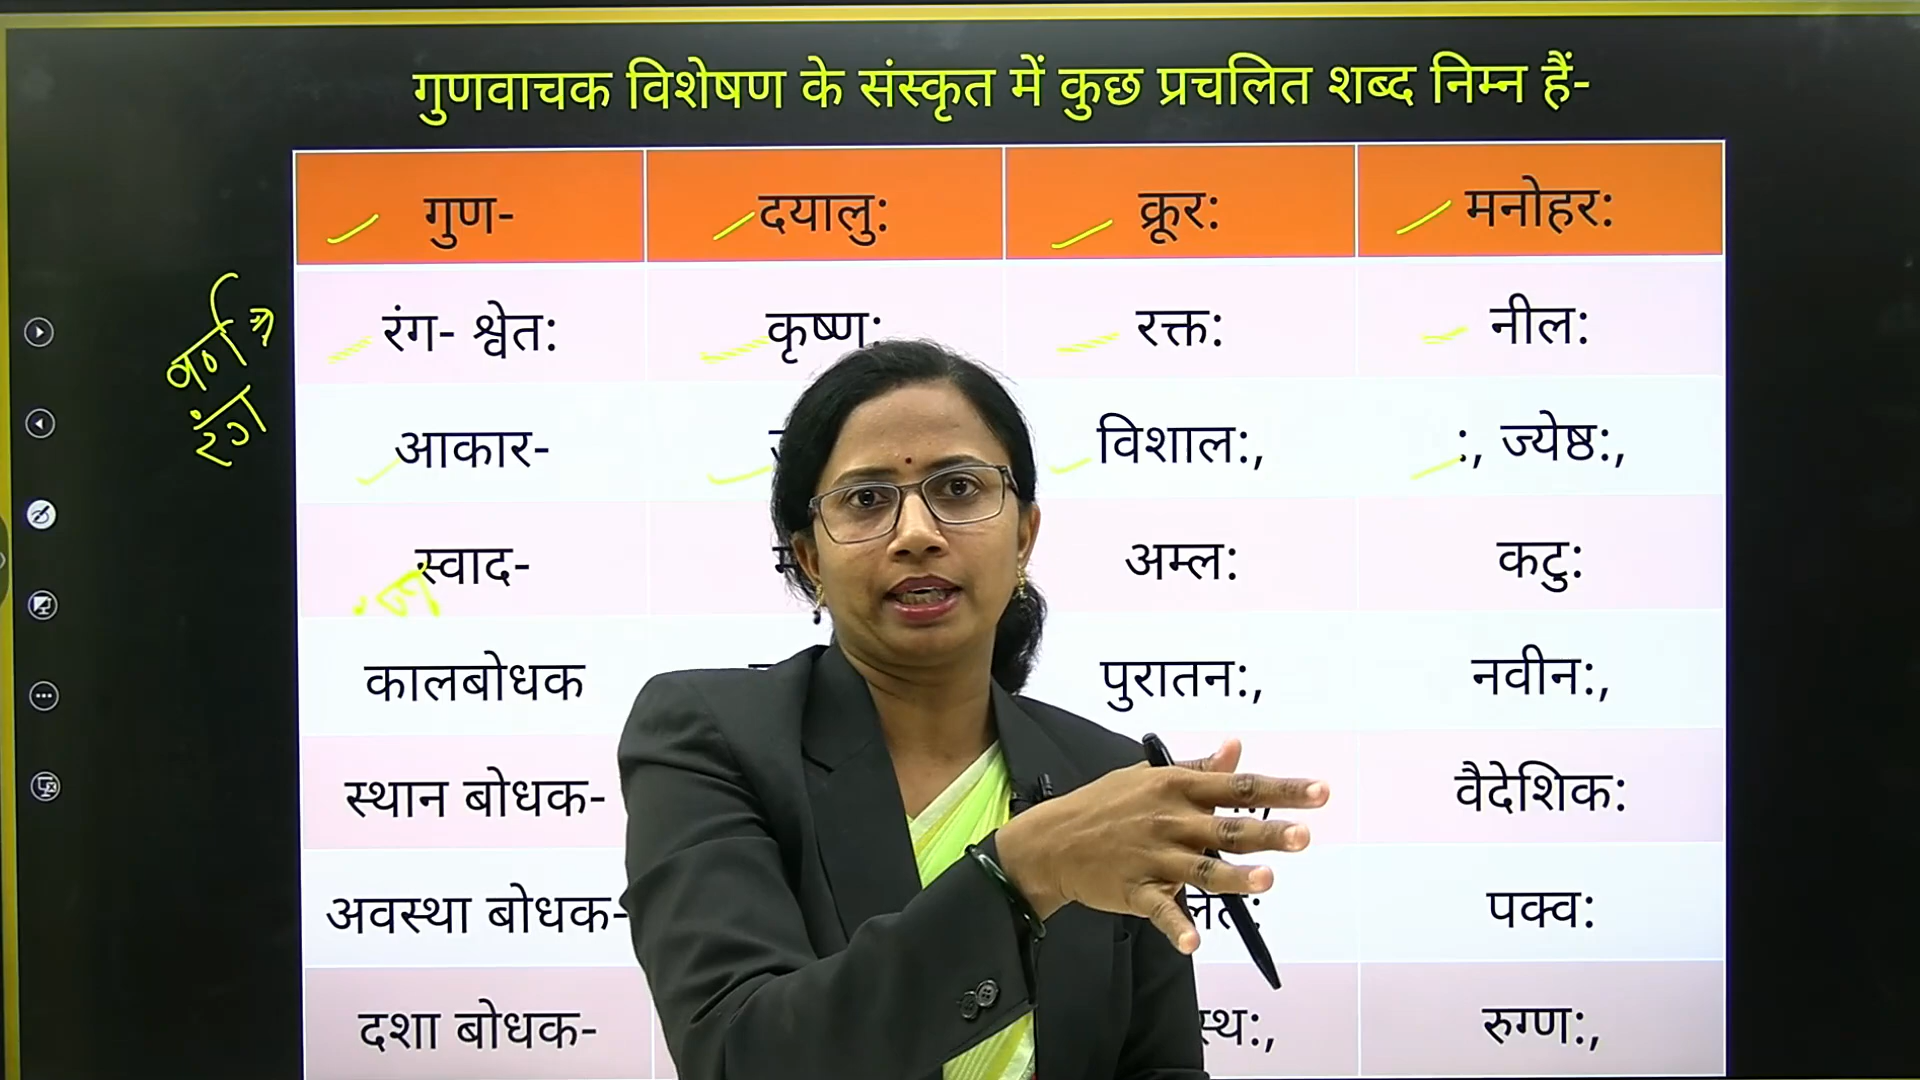 गुणवाचक विशेषण के संस्कृत में कुछ प्रचलित शब्द निम्न हैं-
गुण- दयालु: क्रूर: मनोहर:
वर्ण
रंग
रंग- श्वेत: कृष्ण: रक्त: नील:
आकार- विशाल:, :, ज्येष्ठ:,
स्वाद- अम्ल: कटु:
कालबोधक पुरातन:, नवीन:,
स्थान बोधक- वैदेशिक:
अवस्था बोधक- पक्व:
दशा बोधक- रुग्ण:,